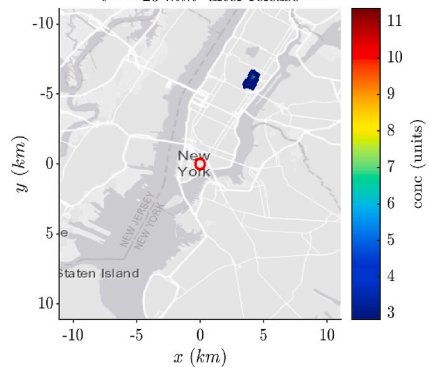 -10
-5
0
5
10
y (km)
New
York
NEW JERSEY
NEW YORK
e
Staten Island
-10
-5
0
5
10
x (km)
11
10
9
8
7
6
5
4
3
conc (units)